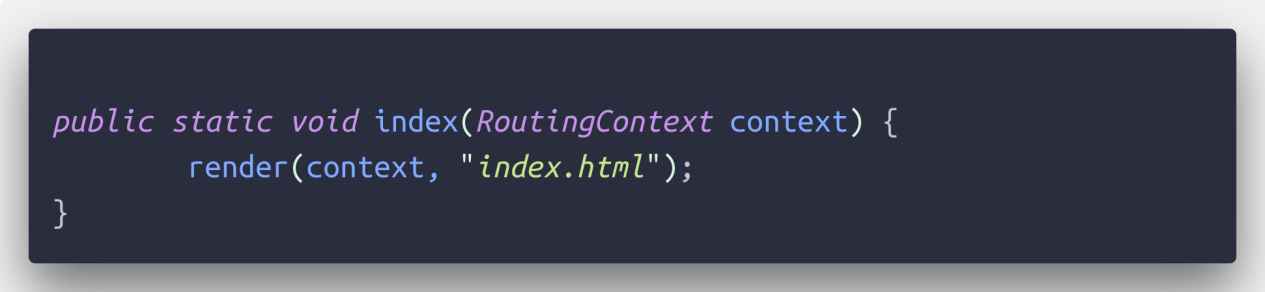 public static void index(RoutingContext context) {
        render(context, "index.html");
}